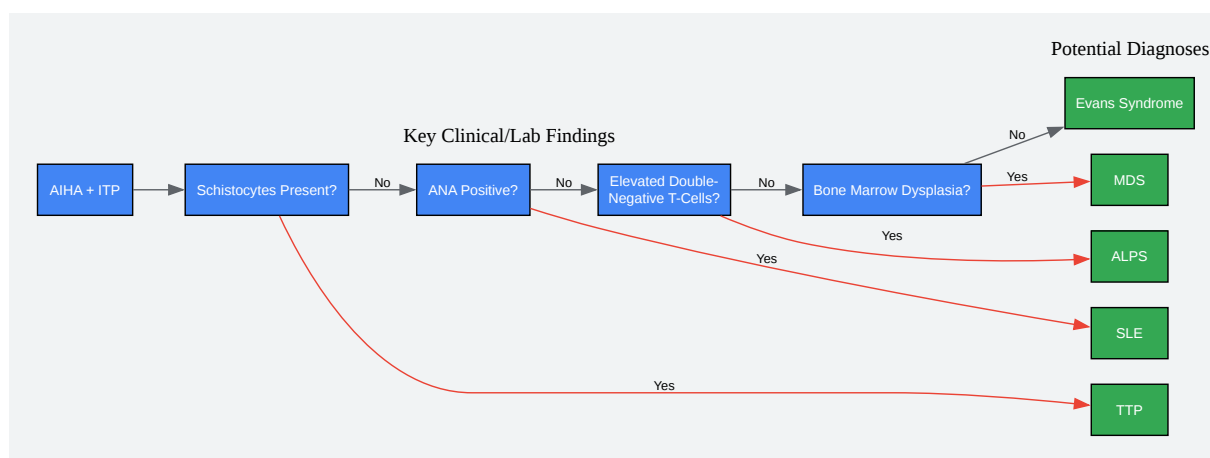 Potential Diagnoses
Evans Syndrome
No
Key Clinical/Lab Findings
AIHA + ITP
Schistocytes Present?
No
ANA Positive?
No
Elevated Double-
Negative T-Cells?
No
Bone Marrow Dysplasia?
Yes
MDS
Yes
ALPS
Yes
SLE
Yes
TTP